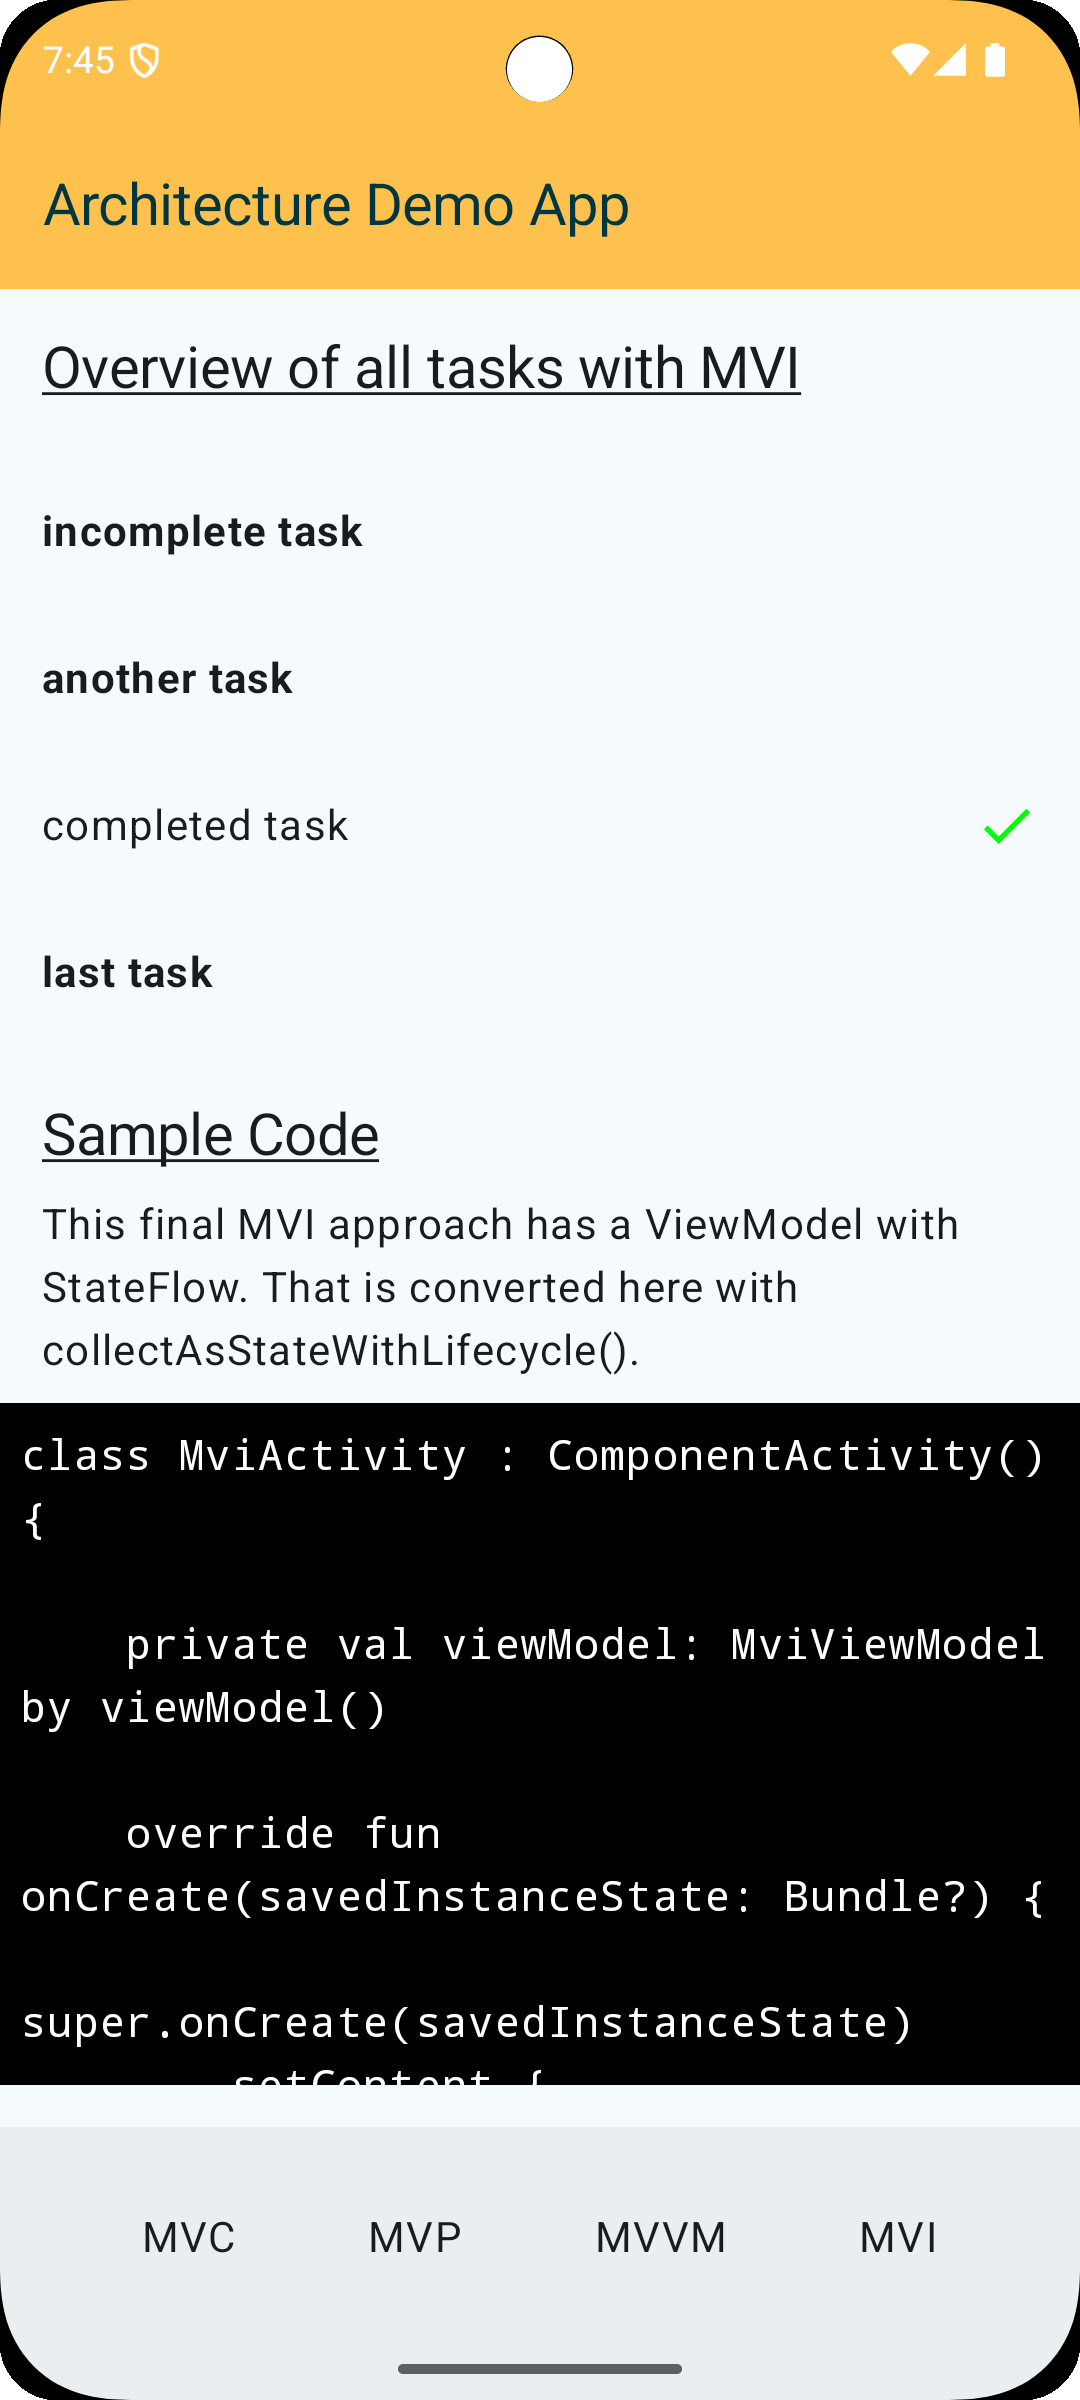 7:45
Architecture Demo App
Overview of all tasks with MVI
incomplete task
another task
completed task
last task
Sample Code
This final MVI approach has a ViewModel with
StateFlow. That is converted here with
collectAsStateWithLifecycle().
class MviActivity : ComponentActivity()
{
    private val viewModel: MviViewModel
by viewModel()
    override fun
onCreate(savedInstanceState: Bundle?) {
super.onCreate(savedInstanceState)
        setContent {
MVC MVP MVVM MVI